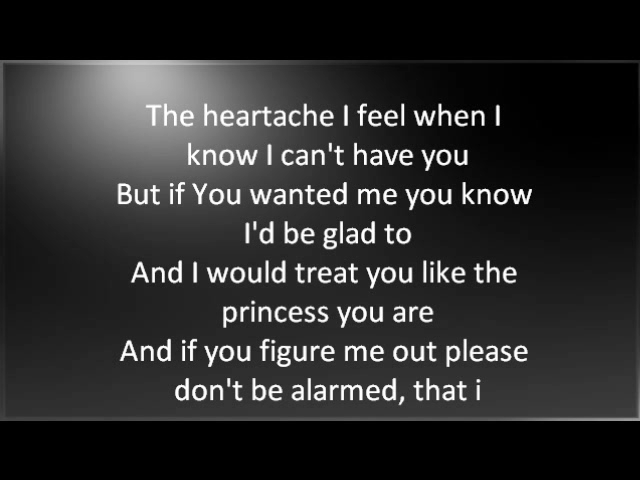 The heartache I feel when I
know I can't have you
But if You wanted me you know
I'd be glad to
And I would treat you like the
princess you are
And if you figure me out please
don't be alarmed, that i